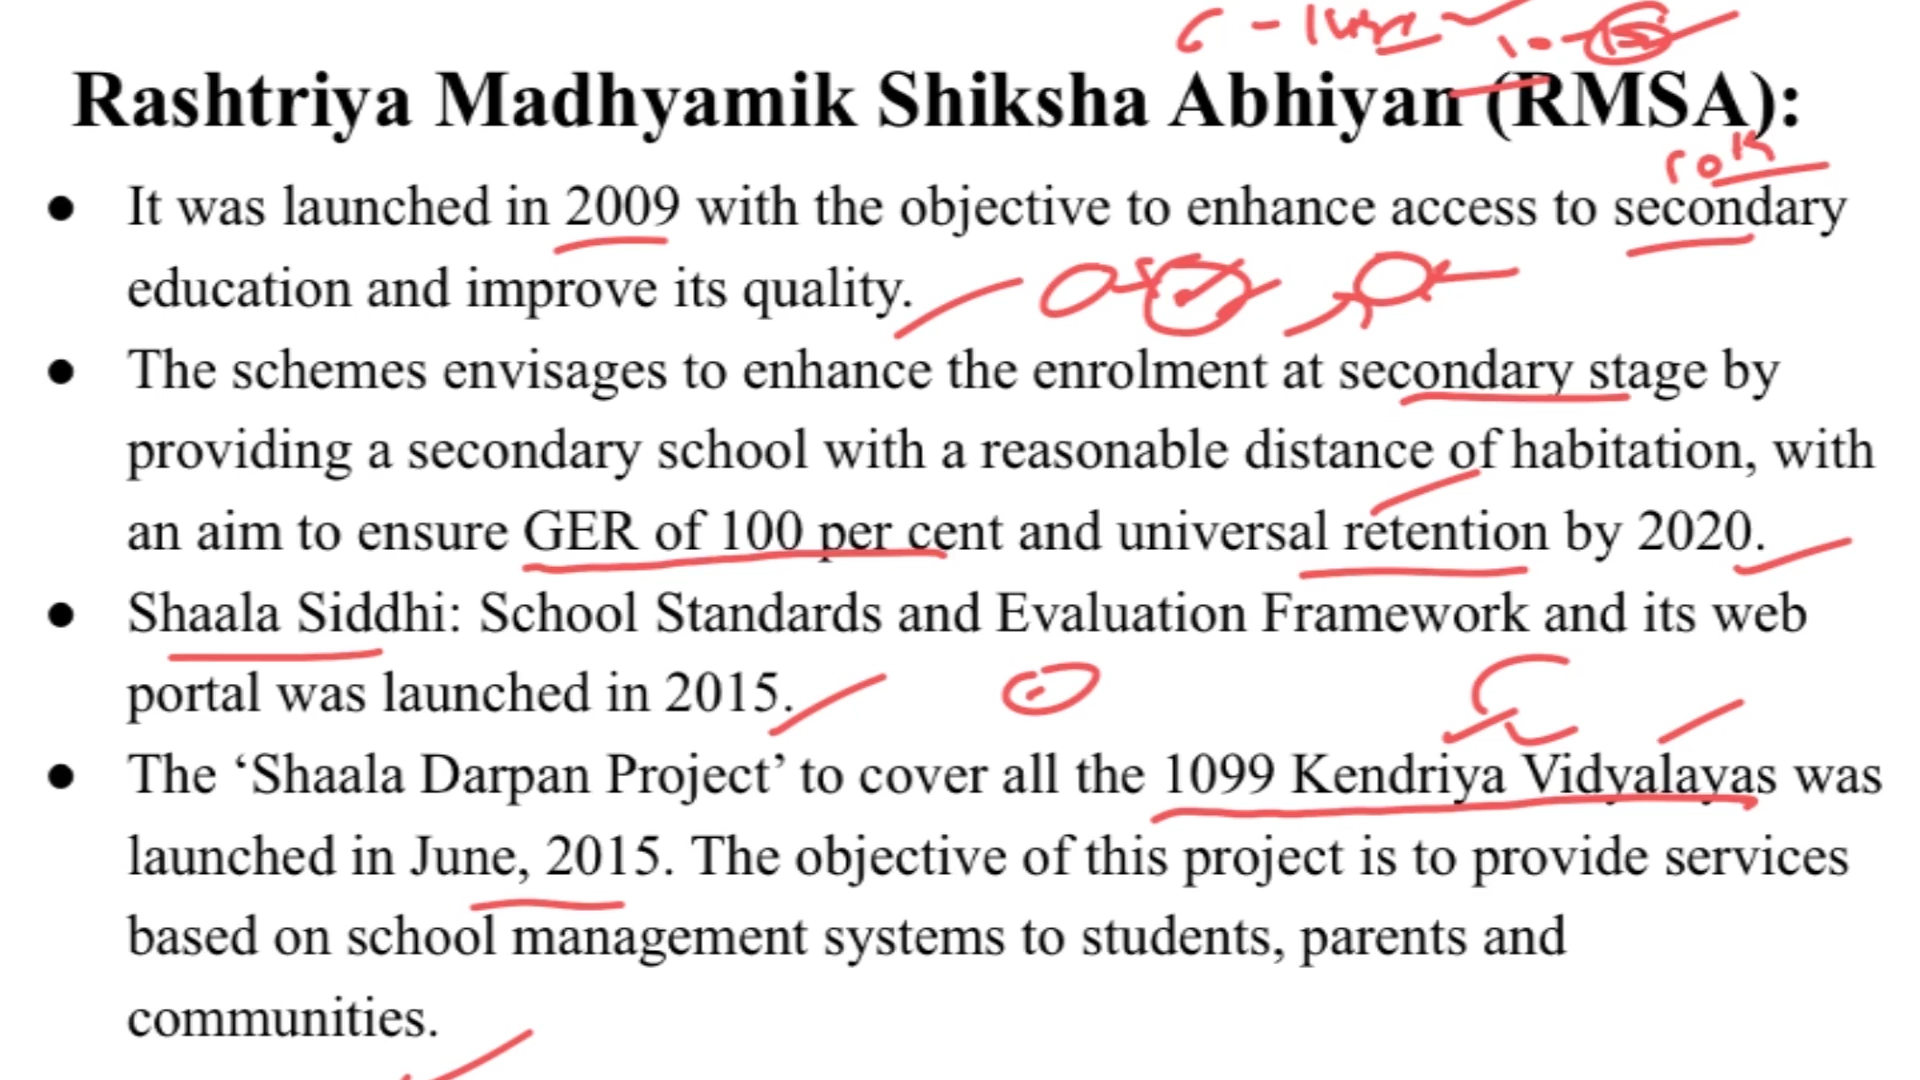 Rashtriya Madhyamik Shiksha Abhiyan (RMSA):
● It was launched in 2009 with the objective to enhance access to secondary
education and improve its quality.
● The schemes envisages to enhance the enrolment at secondary stage by
providing a secondary school with a reasonable distance of habitation, with
an aim to ensure GER of 100 per cent and universal retention by 2020.
● Shaala Siddhi: School Standards and Evaluation Framework and its web
portal was launched in 2015.
● The ‘Shaala Darpan Project’ to cover all the 1099 Kendriya Vidyalayas was
launched in June, 2015. The objective of this project is to provide services
based on school management systems to students, parents and
communities.